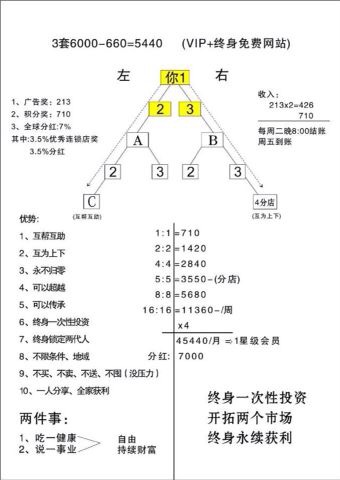 3套6000-660=5440 (VIP+终身免费网站)
左 你1 右
1、广告奖：213
2、积分奖：710
3、全球分红:7%
其中:3.5%优秀连锁店奖
3.5%分红
2 3
A B
2 3 2 3
C 4分店
(互帮互助) (互为上下)
收入：
213x2=426
710
每周二晚8:00结账
周五到账
优势:
1、互帮互助
2、互为上下
3、永不归零
4、可以超越
5、可以传承
6、终身一次性投资
7、终身锁定两代人
8、不限条件、地域
9、不买、不卖、不送、不囤（没压力）
10、一人分享、全家获利
1:1=710
2:2=1420
4:4=2840
5:5=3550-(分店)
8:8=5680
16:16=11360-/周
x4
45440/月=1星级会员
分红: 7000
两件事：
1、吃一健康
2、说一事业
自由
持续财富
终身一次性投资
开拓两个市场
终身永续获利